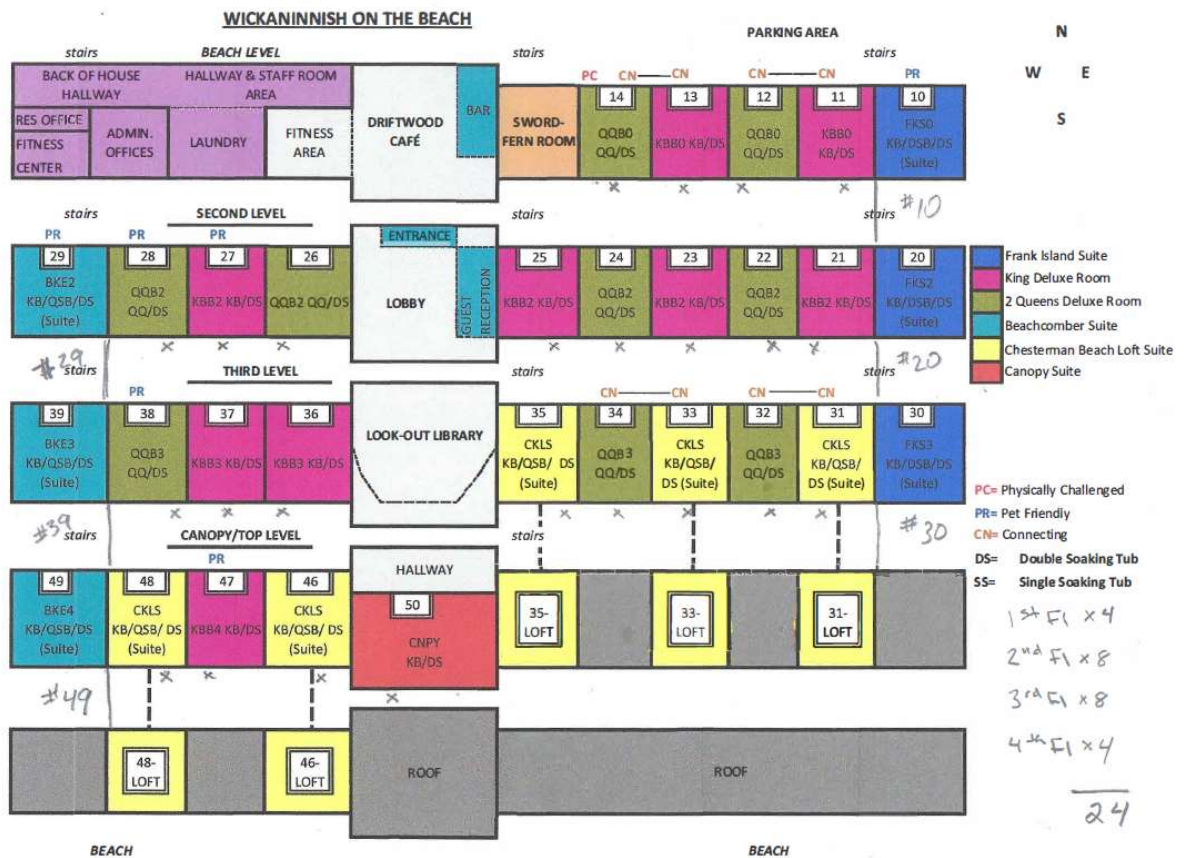 WICKANINNISH ON THE BEACH
PARKING AREA
N
W E
S
stairs BEACH LEVEL stairs stairs
BACK OF HOUSE HALLWAY
HALLWAY & STAFF ROOM AREA
RES OFFICE
FITNESS CENTER
ADMIN. OFFICES
LAUNDRY
FITNESS AREA
DRIFTWOOD CAFÉ
BAR
SWORD-
FERN ROOM
PC CN CN CN CN PR
14 13 12 11 10
QQB0 QQ/DS
KBB0 KB/DS
QQB0 QQ/DS
KBB0 KB/DS
FKS0 KB/DSB/DS (Suite)
x x x x
#10
stairs SECOND LEVEL stairs stairs
PR PR PR
29 28 27 26
BKE2 KB/QSB/DS (Suite)
QQB2 QQ/DS
KBB2 KB/DS
QQB2 QQ/DS
ENTRANCE
LOBBY
GUEST RECEPTION
25 24 23 22 21 20
KBB2 KB/DS
QQB2 QQ/DS
KBB2 KB/DS
QQB2 QQ/DS
KBB2 KB/DS
FKS2 KB/DSB/DS (Suite)
Frank Island Suite
King Deluxe Room
2 Queens Deluxe Room
Beachcomber Suite
Chesterman Beach Loft Suite
Canopy Suite
#29
x x x x x x x x
#20
stairs THIRD LEVEL stairs stairs
PR CN CN CN CN
39 38 37 36
BKE3 KB/QSB/DS (Suite)
QQB3 QQ/DS
KBB3 KB/DS
KBB3 KB/DS
LOOK-OUT LIBRARY
35 34 33 32 31 30
CKLS KB/QSB/ DS (Suite)
QQB3 QQ/DS
CKLS KB/QSB/ DS (Suite)
QQB3 QQ/DS
CKLS KB/QSB/ DS (Suite)
FKS3 KB/DSB/DS (Suite)
#39
x x x x x x x x
#30
PC= Physically Challenged
PR= Pet Friendly
CN= Connecting
DS= Double Soaking Tub
SS= Single Soaking Tub
stairs CANOPY/TOP LEVEL stairs
PR
49 48 47 46
BKE4 KB/QSB/DS (Suite)
CKLS KB/QSB/ DS (Suite)
KBB4 KB/DS
CKLS KB/QSB/ DS (Suite)
HALLWAY
50
CNPY KB/DS
35-
LOFT
33-
LOFT
31-
LOFT
#49
x x x x
1st Fl x 4
2nd Fl x 8
3rd Fl x 8
4th Fl x 4
24
48-
LOFT
46-
LOFT
ROOF
ROOF
BEACH BEACH